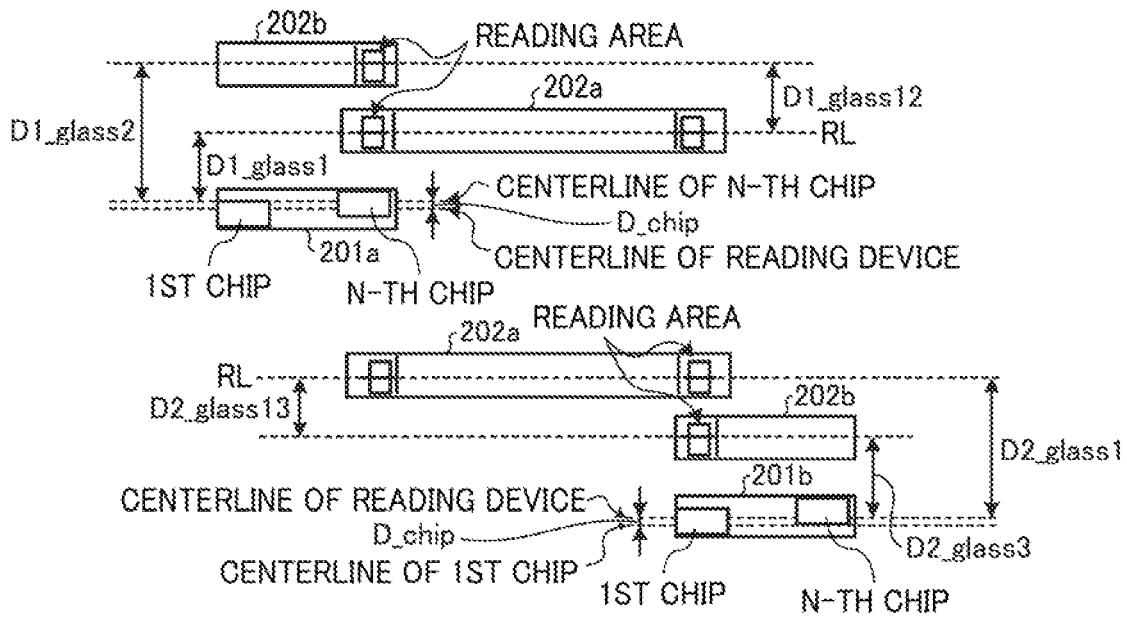 202b
READING AREA
202a
D1_glass12
D1_glass2
RL
D1_glass1
CENTERLINE OF N-TH CHIP
D_chip
CENTERLINE OF READING DEVICE
201a
1ST CHIP
N-TH CHIP
READING AREA
202a
RL
202b
D2_glass13
D2_glass1
201b
CENTERLINE OF READING DEVICE
D_chip
D2_glass3
CENTERLINE OF 1ST CHIP
1ST CHIP
N-TH CHIP